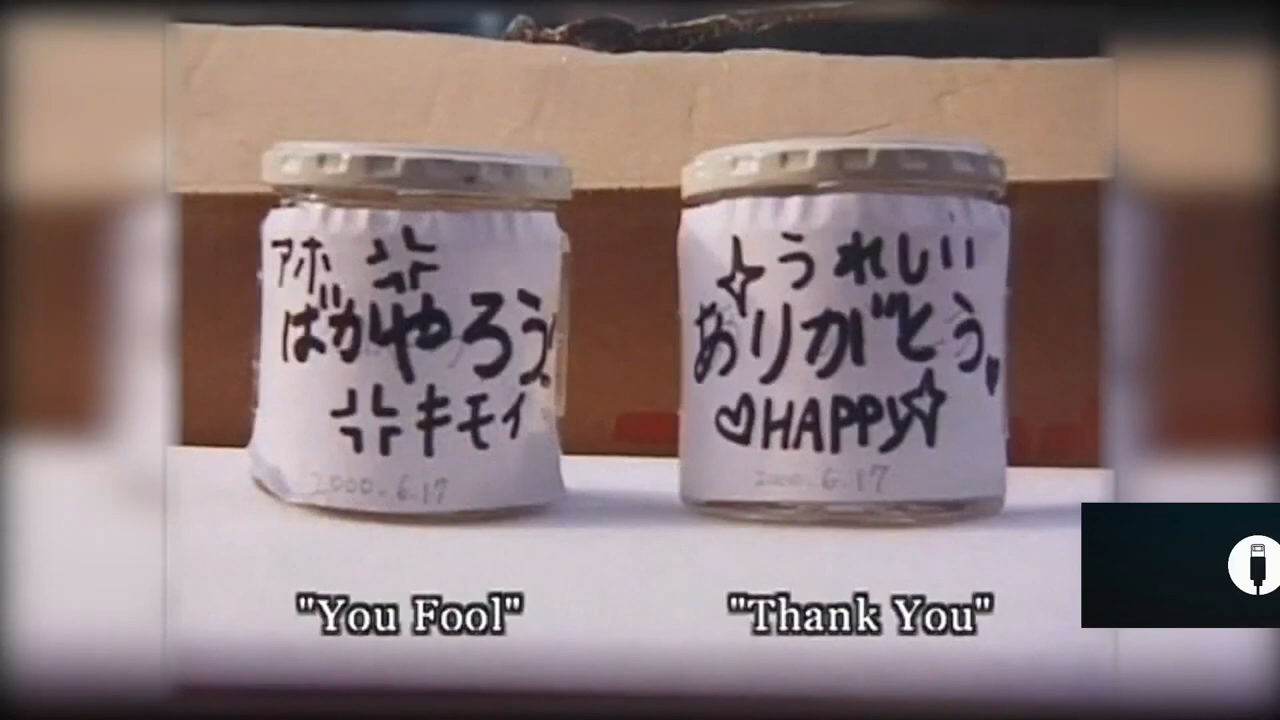 アホ
ばかやろう
キモイ
2000.6.17
うれしい
ありがとう
HAPPY
2000.6.17
"You Fool"
"Thank You"